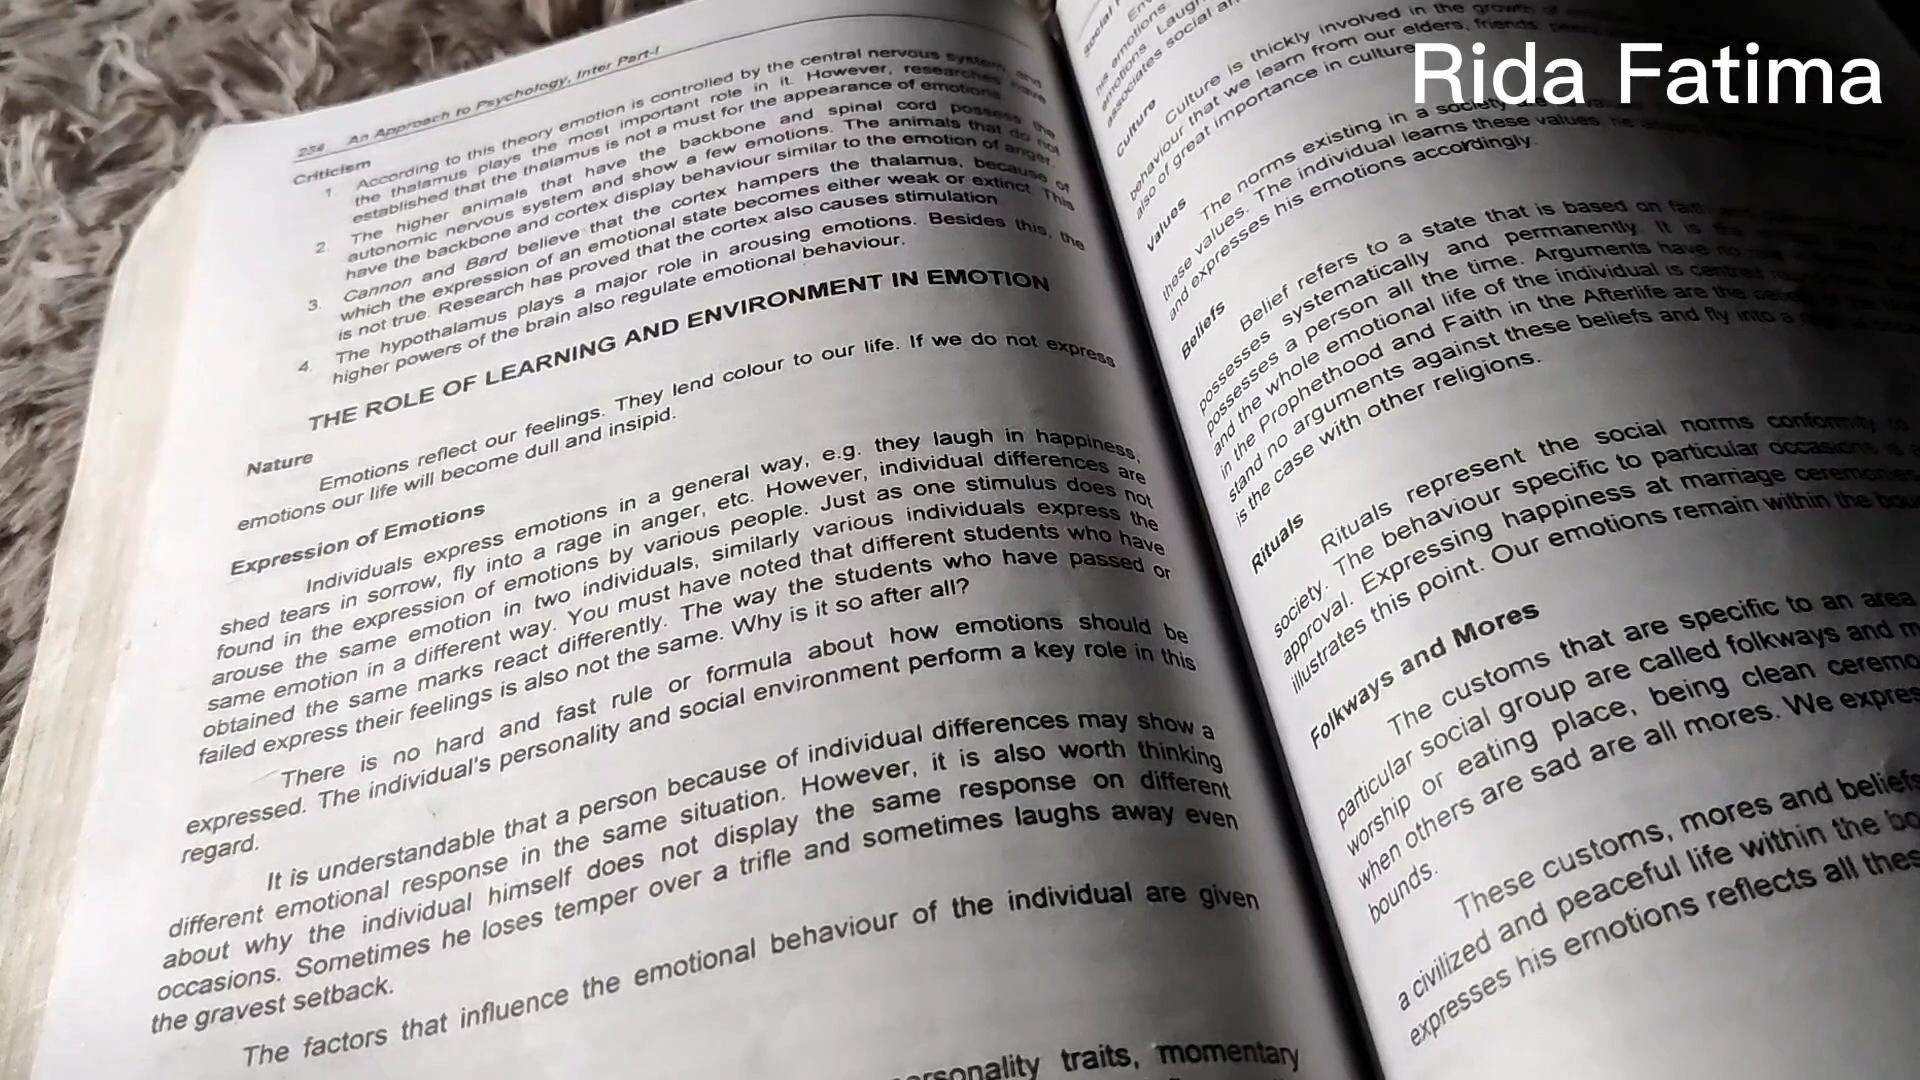 Rida Fatima
254 An Approach to Psychology, Inter Part-I
Criticism
1. According to this theory emotion is controlled by the central nervous system and
the thalamus plays the most important role in it. However, researches have
established that the thalamus is not a must for the appearance of emotions
2. The higher animals that have the backbone and spinal cord possess the
autonomic nervous system and show a few emotions. The animals that do not
have the backbone and cortex display behaviour similar to the emotion of anger.
3. Cannon and Bard believe that the cortex hampers the thalamus, because of
which the expression of an emotional state becomes either weak or extinct This
is not true. Research has proved that the cortex also causes stimulation
4. The hypothalamus plays a major role in arousing emotions. Besides this, the
higher powers of the brain also regulate emotional behaviour.
THE ROLE OF LEARNING AND ENVIRONMENT IN EMOTION
Nature
Emotions reflect our feelings. They lend colour to our life. If we do not express
emotions our life will become dull and insipid.
Expression of Emotions
Individuals express emotions in a general way, e.g. they laugh in happiness,
shed tears in sorrow, fly into a rage in anger, etc. However, individual differences are
found in the expression of emotions by various people. Just as one stimulus does not
arouse the same emotion in two individuals, similarly various individuals express the
same emotion in a different way. You must have noted that different students who have
obtained the same marks react differently. The way the students who have passed or
failed express their feelings is also not the same. Why is it so after all?
There is no hard and fast rule or formula about how emotions should be
expressed. The individual's personality and social environment perform a key role in this
regard.
It is understandable that a person because of individual differences may show a
different emotional response in the same situation. However, it is also worth thinking
about why the individual himself does not display the same response on different
occasions. Sometimes he loses temper over a trifle and sometimes laughs away even
the gravest setback.
The factors that influence the emotional behaviour of the individual are given
traits, momentary
his emotions.
emotions. Laugh
associates social an
Culture
Culture is thickly involved in the growth of
behaviour that we learn from our elders, friends,
also of great importance in culture
Values
The norms existing in a society are
these values. The individual learns these values,
and expresses his emotions accordingly.
Beliefs
Belief refers to a state that is based on faith
possesses systematically and permanently. It is the
possesses a person all the time. Arguments have no
and the whole emotional life of the individual is centred
in the Prophethood and Faith in the Afterlife are the
stand no arguments against these beliefs and fly into a
is the case with other religions.
Rituals
Rituals represent the social norms conformity to
society. The behaviour specific to particular occasions is
approval. Expressing happiness at marriage ceremonies
illustrates this point. Our emotions remain within the
Folkways and Mores
The customs that are specific to an area
particular social group are called folkways and
worship or eating place, being clean
when others are sad are all mores. We
bounds.
These customs, mores and beliefs
a civilized and peaceful life within the
expresses his emotions reflects all